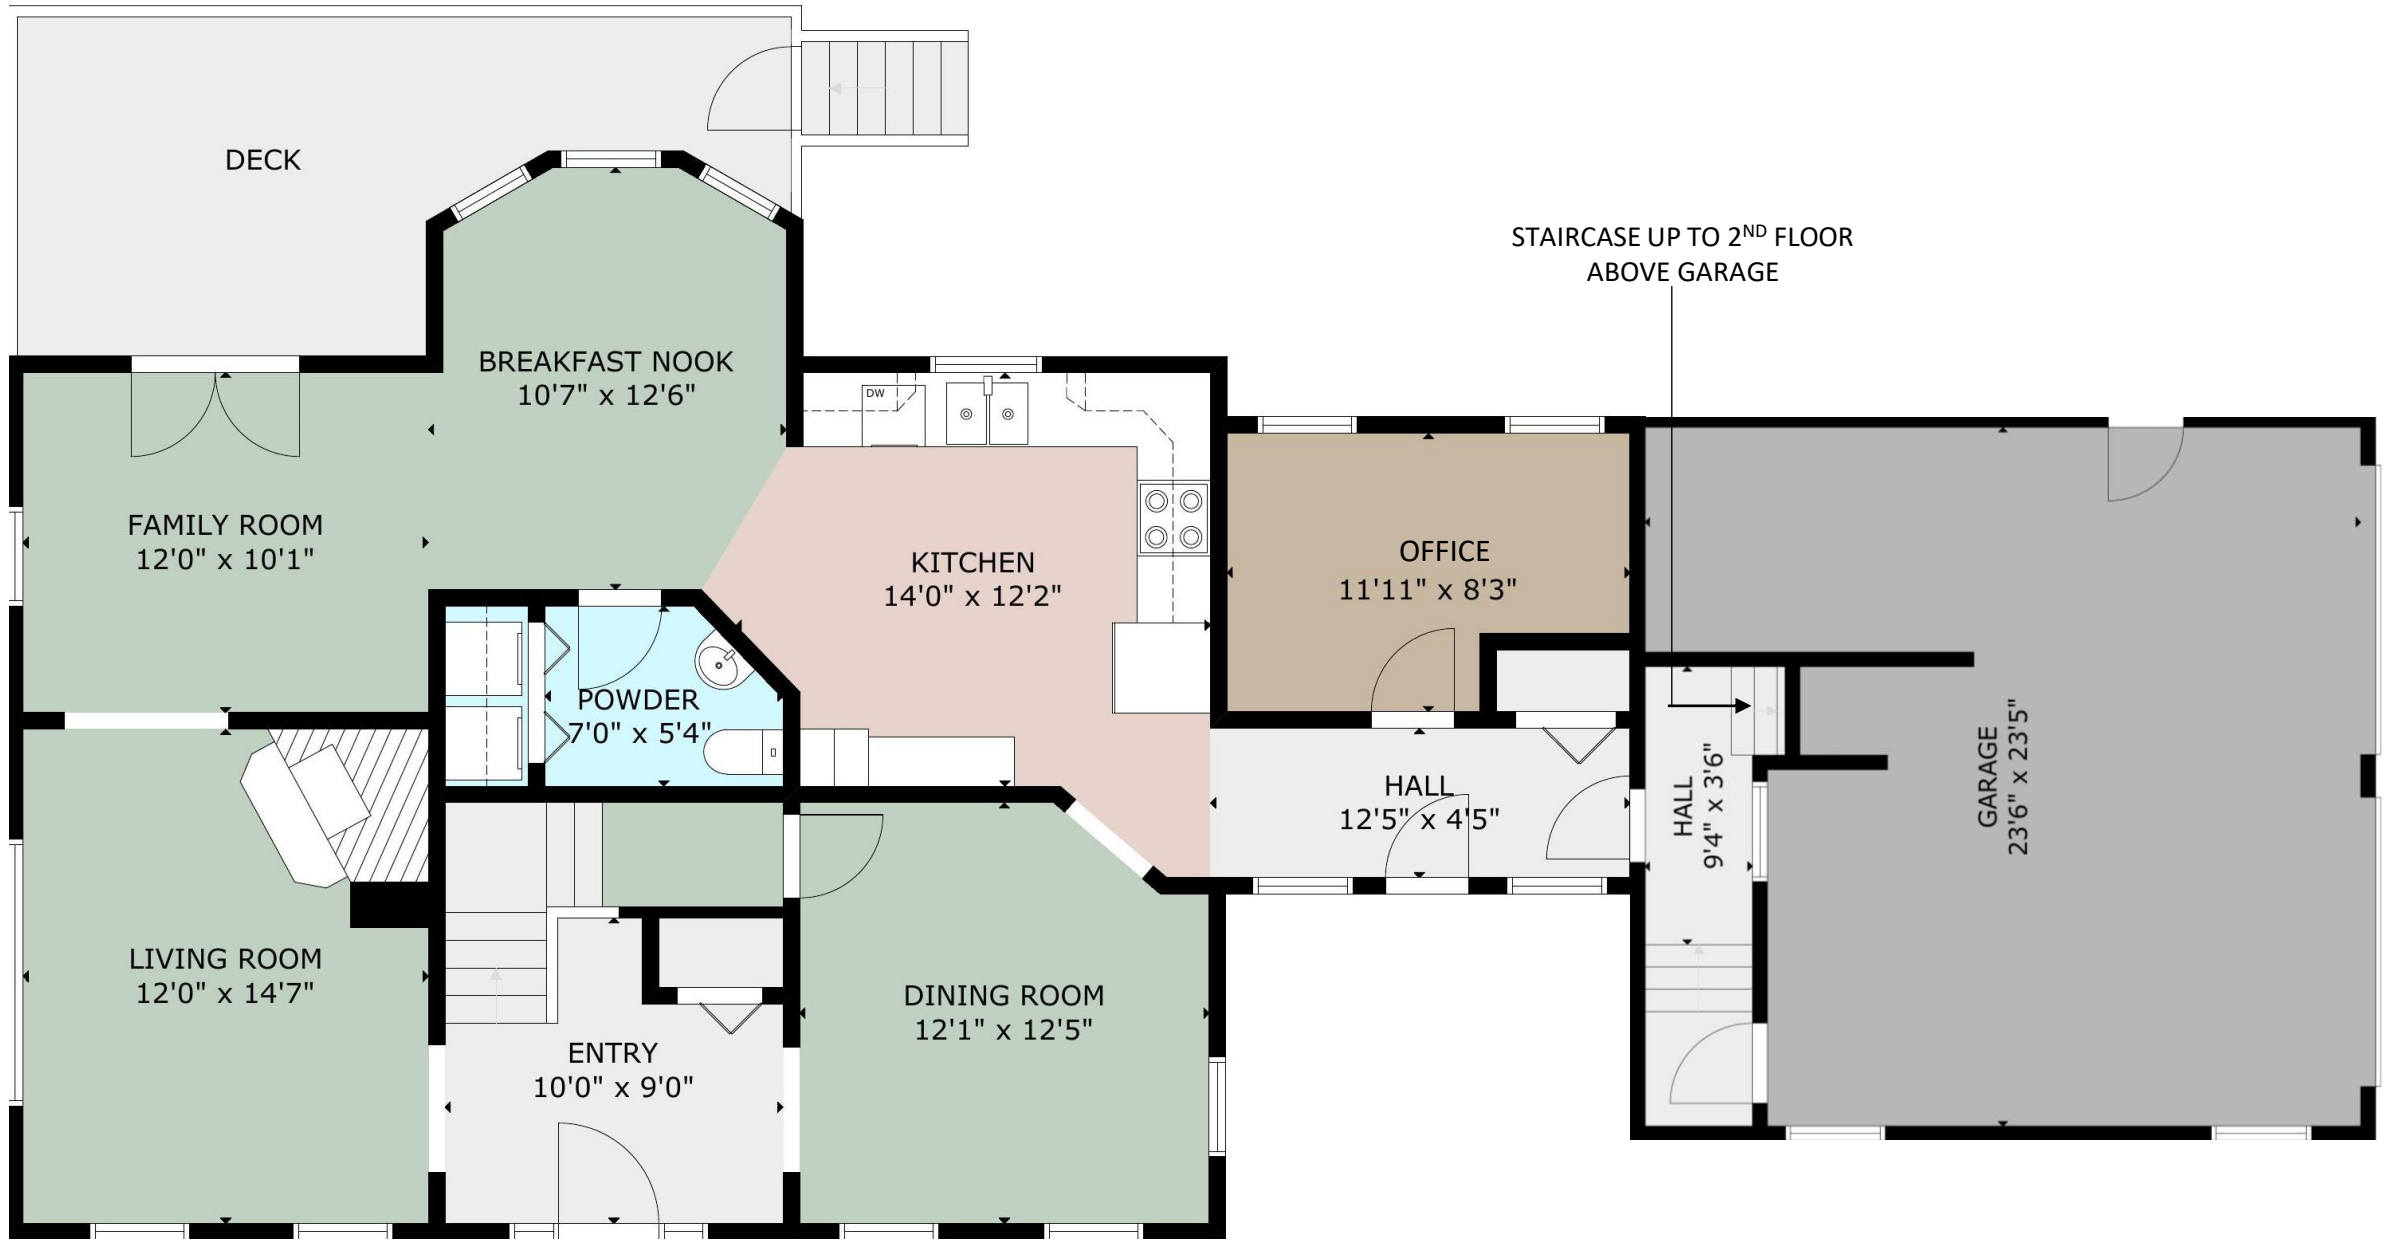 DECK
STAIRCASE UP TO 2ND FLOOR
ABOVE GARAGE
BREAKFAST NOOK
10'7" x 12'6"
DW
FAMILY ROOM
12'0" x 10'1"
KITCHEN
14'0" x 12'2"
OFFICE
11'11" x 8'3"
POWDER
7'0" x 5'4"
HALL
12'5" x 4'5"
HALL
9'4" x 3'6"
GARAGE
23'6" x 23'5"
LIVING ROOM
12'0" x 14'7"
DINING ROOM
12'1" x 12'5"
ENTRY
10'0" x 9'0"